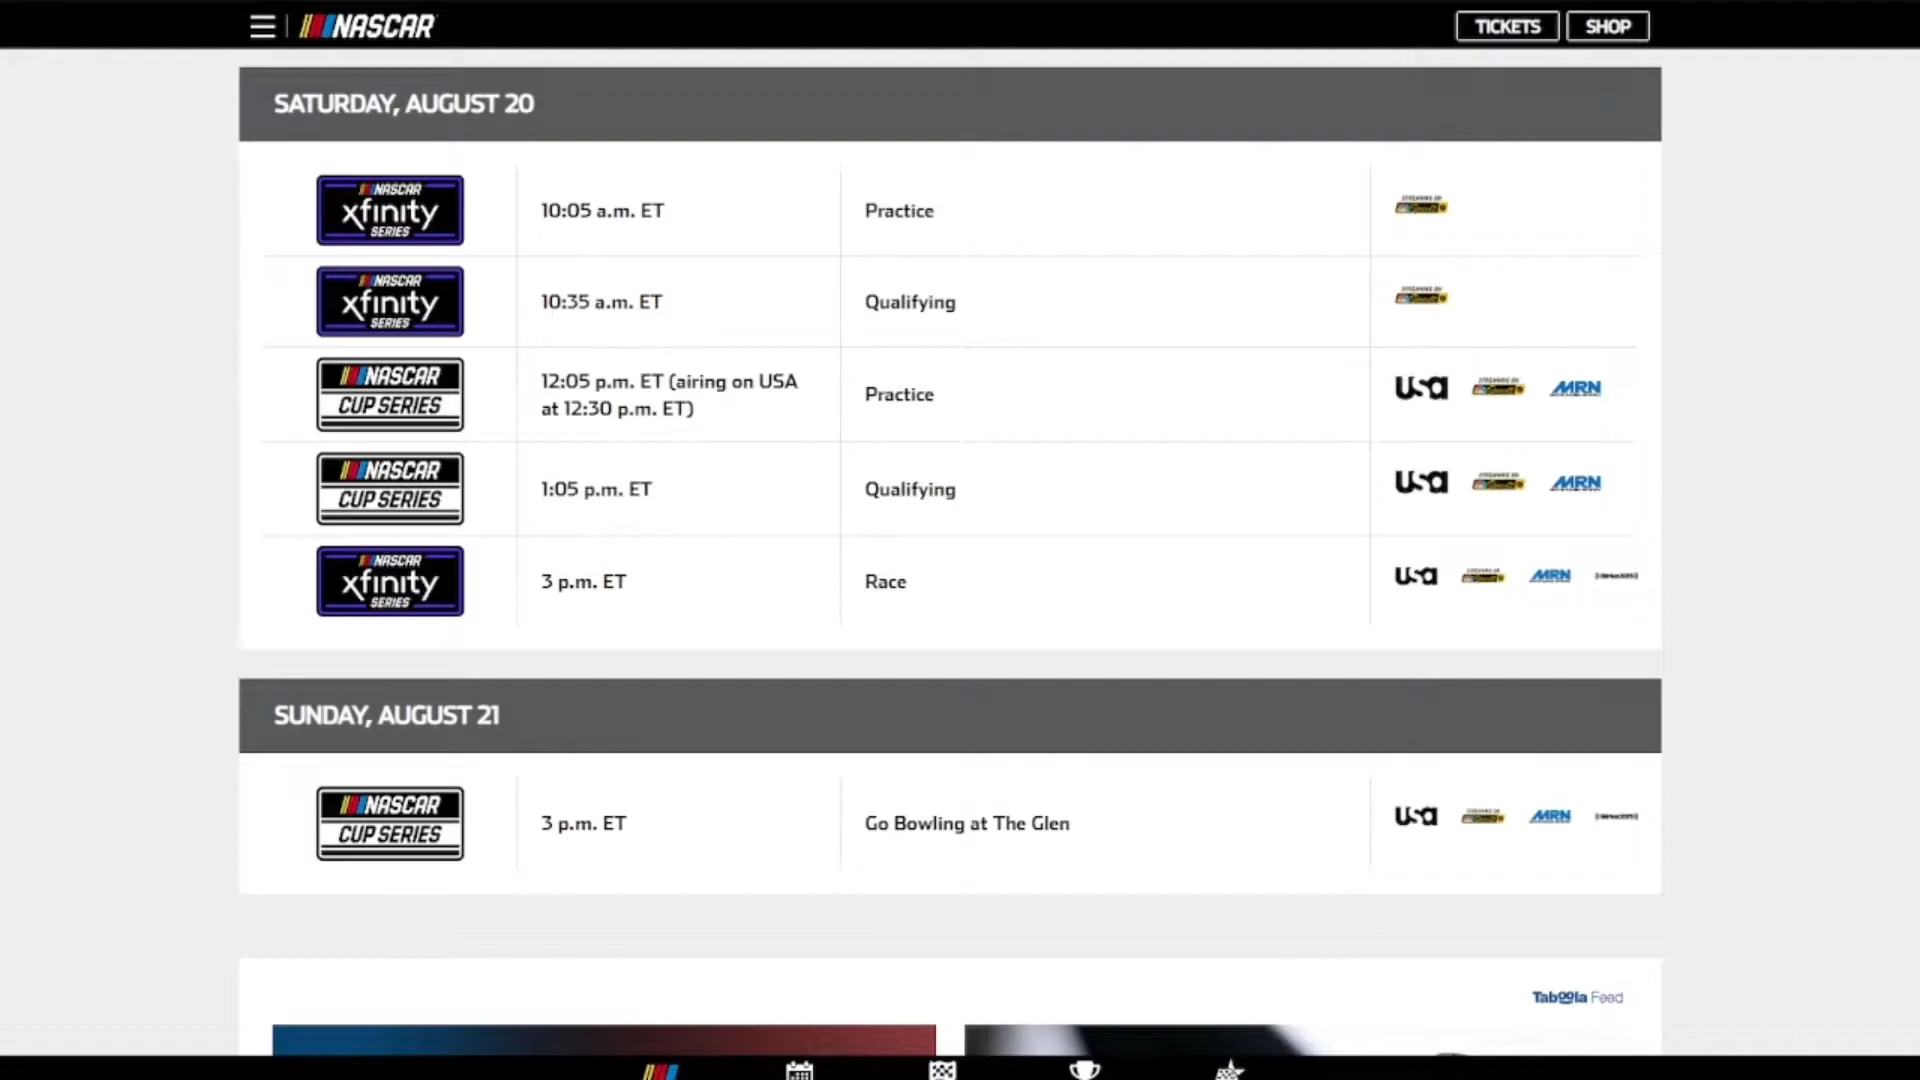 NASCAR
TICKETS
SHOP
SATURDAY, AUGUST 20
NASCAR
xfinity
SERIES
10:05 a.m. ET
Practice
NASCAR
xfinity
SERIES
10:35 a.m. ET
Qualifying
NASCAR
CUP SERIES
12:05 p.m. ET (airing on USA
at 12:30 p.m. ET)
Practice
usa
MRN
NASCAR
CUP SERIES
1:05 p.m. ET
Qualifying
usa
MRN
NASCAR
xfinity
SERIES
3 p.m. ET
Race
usa
MRN
SUNDAY, AUGUST 21
NASCAR
CUP SERIES
3 p.m. ET
Go Bowling at The Glen
usa
MRN
Taboola Feed